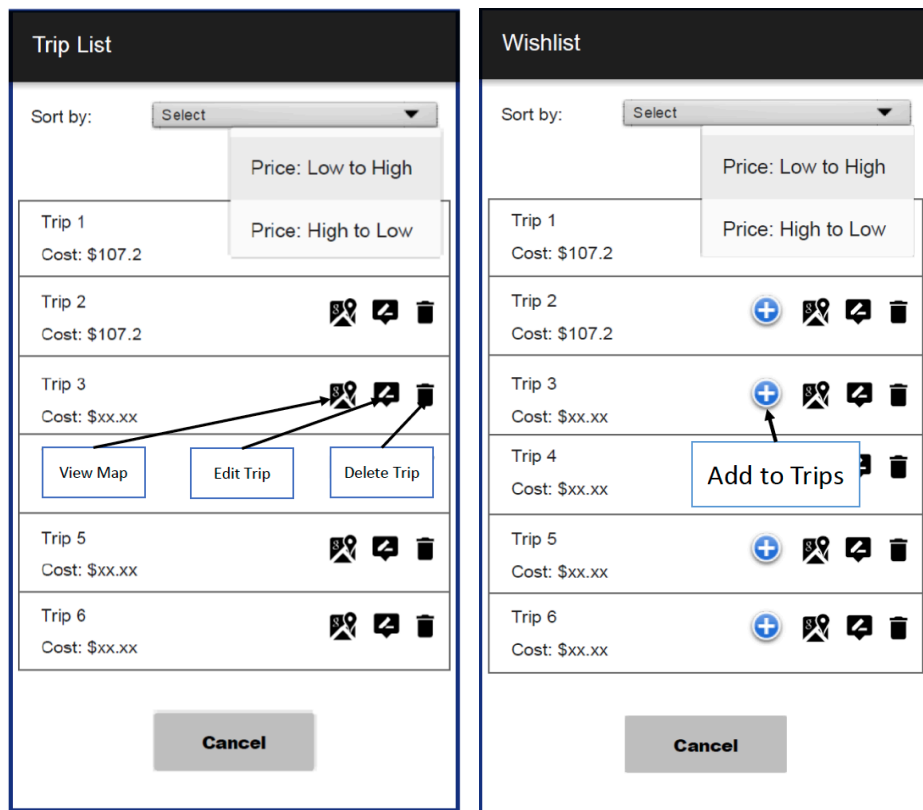 Trip List
Sort by:
Select
Price: Low to High
Price: High to Low
Trip 1
Cost: $107.2
Trip 2
Cost: $107.2
Trip 3
Cost: $xx.xx
View Map
Edit Trip
Delete Trip
Trip 5
Cost: $xx.xx
Trip 6
Cost: $xx.xx
Cancel
Wishlist
Sort by:
Select
Price: Low to High
Price: High to Low
Trip 1
Cost: $107.2
Trip 2
Cost: $107.2
Trip 3
Cost: $xx.xx
Trip 4
Cost: $xx.xx
Add to Trips
Trip 5
Cost: $xx.xx
Trip 6
Cost: $xx.xx
Cancel